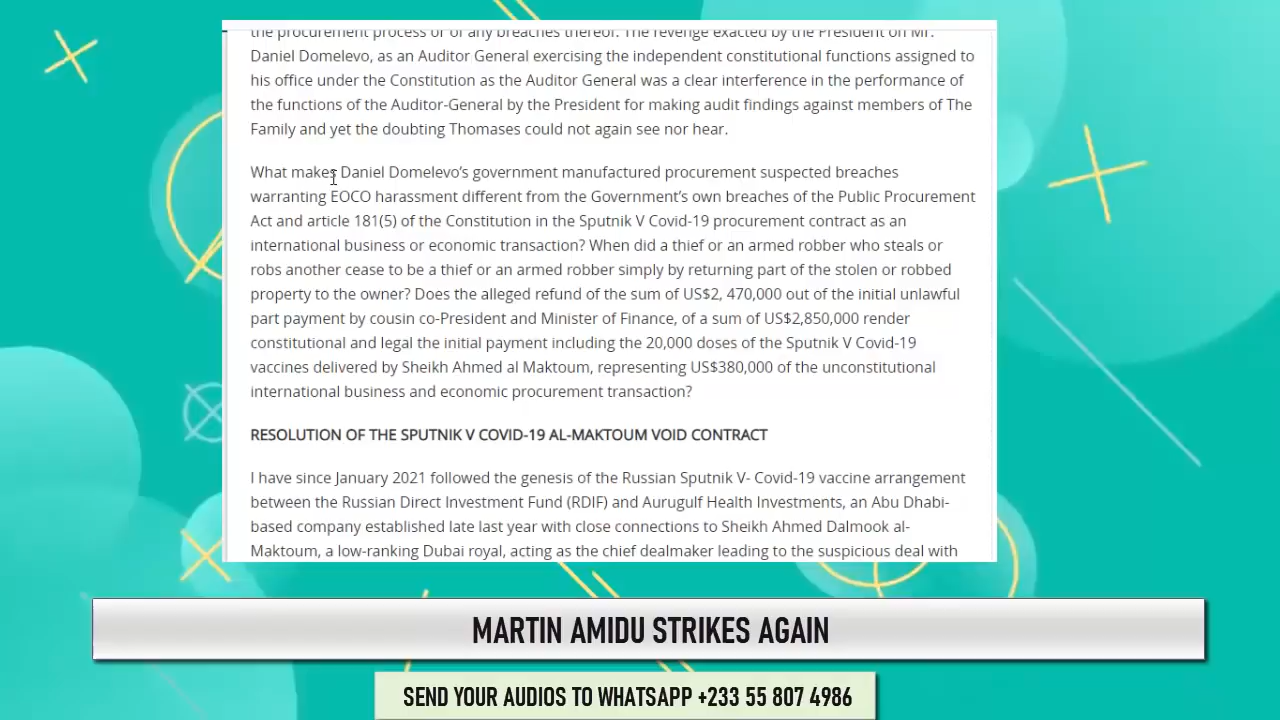 the procurement process or of any breaches thereof. The revenge exacted by the President on Mr.
Daniel Domelevo, as an Auditor General exercising the independent constitutional functions assigned to
his office under the Constitution as the Auditor General was a clear interference in the performance of
the functions of the Auditor-General by the President for making audit findings against members of The
Family and yet the doubting Thomases could not again see nor hear.
What makes Daniel Domelevo's government manufactured procurement suspected breaches
warranting EOCO harassment different from the Government's own breaches of the Public Procurement
Act and article 181(5) of the Constitution in the Sputnik V Covid-19 procurement contract as an
international business or economic transaction? When did a thief or an armed robber who steals or
robs another cease to be a thief or an armed robber simply by returning part of the stolen or robbed
property to the owner? Does the alleged refund of the sum of US$2, 470,000 out of the initial unlawful
part payment by cousin co-President and Minister of Finance, of a sum of US$2,850,000 render
constitutional and legal the initial payment including the 20,000 doses of the Sputnik V Covid-19
vaccines delivered by Sheikh Ahmed al Maktoum, representing US$380,000 of the unconstitutional
international business and economic procurement transaction?
RESOLUTION OF THE SPUTNIK V COVID-19 AL-MAKTOUM VOID CONTRACT
I have since January 2021 followed the genesis of the Russian Sputnik V- Covid-19 vaccine arrangement
between the Russian Direct Investment Fund (RDIF) and Aurugulf Health Investments, an Abu Dhabi-
based company established late last year with close connections to Sheikh Ahmed Dalmook al-
Maktoum, a low-ranking Dubai royal, acting as the chief dealmaker leading to the suspicious deal with
MARTIN AMIDU STRIKES AGAIN
SEND YOUR AUDIOS TO WHATSAPP +233 55 807 4986